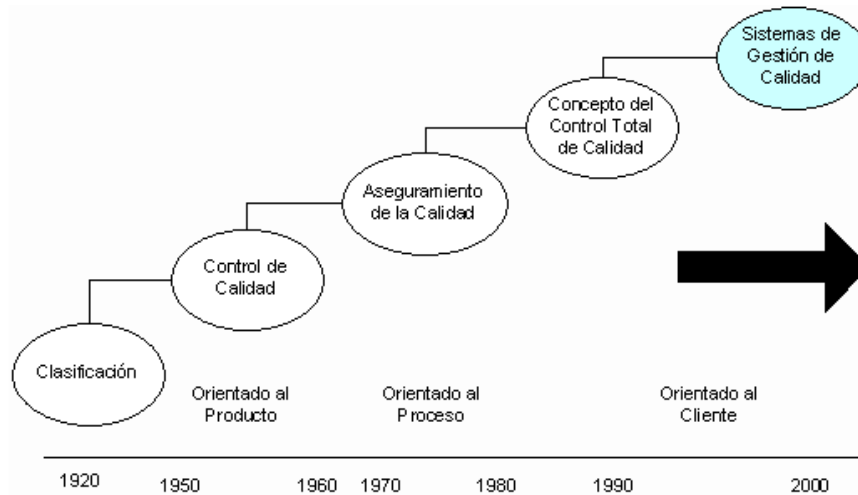 Sistemas de
Gestión de
Calidad
Concepto del
Control Total
de Calidad
Aseguramiento
de la Calidad
Control de
Calidad
Clasificación
Orientado al
Producto
Orientado al
Proceso
Orientado al
Cliente
1920
1950
1960
1970
1980
1990
2000